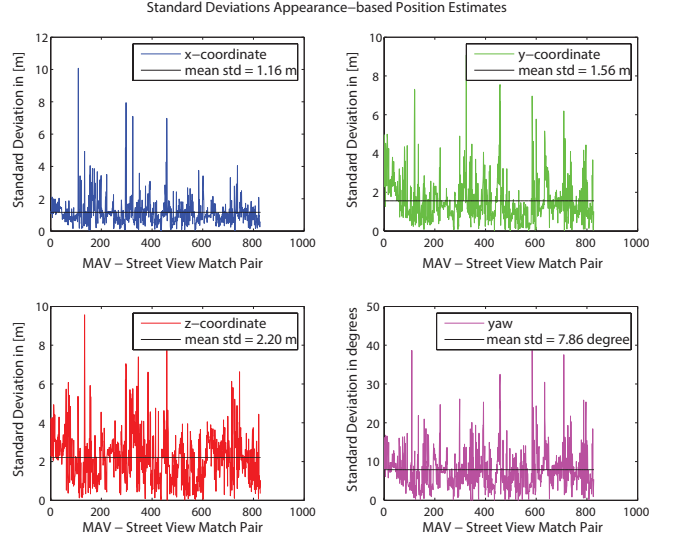 Standard Deviations Appearance−based Position Estimates
12
10
8
6
4
2
0
Standard Deviation in [m]
x−coordinate
mean std = 1.16 m
0 200 400 600 800 1000
MAV − Street View Match Pair
10
8
6
4
2
0
Standard Deviation in [m]
y−coordinate
mean std = 1.56 m
0 200 400 600 800 1000
MAV − Street View Match Pair
10
8
6
4
2
0
Standard Deviation in [m]
z−coordinate
mean std = 2.20 m
0 200 400 600 800 1000
MAV − Street View Match Pair
50
40
30
20
10
0
Standard Deviation in degrees
yaw
mean std = 7.86 degree
0 200 400 600 800 1000
MAV − Street View Match Pair